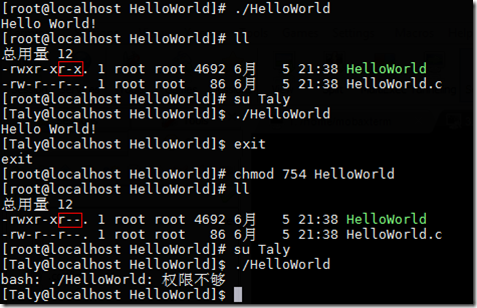 [root@localhost HelloWorld]# ./HelloWorld
Hello World!
[root@localhost HelloWorld]# ll
总用量 12
-rwxr-xr-x. 1 root root 4692 6月   5 21:38 HelloWorld
-rw-r--r--. 1 root root   86 6月   5 21:38 HelloWorld.c
[root@localhost HelloWorld]# su Taly
[Taly@localhost HelloWorld]$ ./HelloWorld
Hello World!
[Taly@localhost HelloWorld]$ exit
exit
[root@localhost HelloWorld]# chmod 754 HelloWorld
[root@localhost HelloWorld]# ll
总用量 12
-rwxr-xr--. 1 root root 4692 6月   5 21:38 HelloWorld
-rw-r--r--. 1 root root   86 6月   5 21:38 HelloWorld.c
[root@localhost HelloWorld]# su Taly
[Taly@localhost HelloWorld]$ ./HelloWorld
bash: ./HelloWorld: 权限不够
[Taly@localhost HelloWorld]$